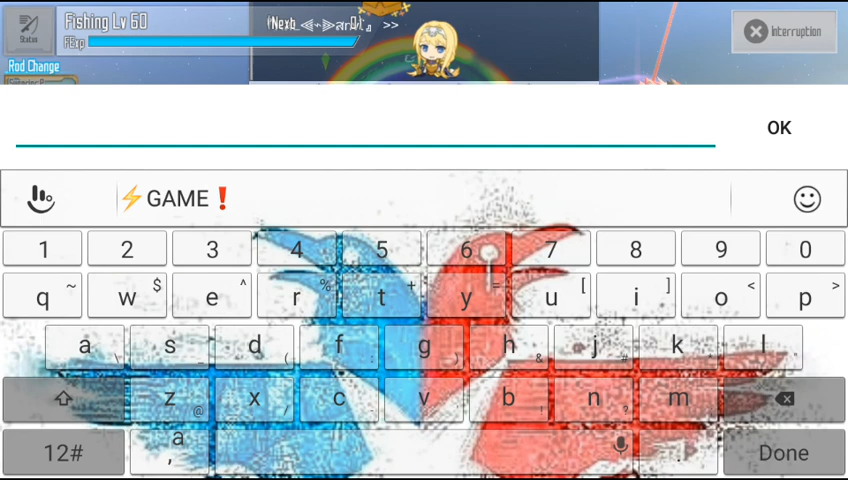 Fishing Lv 60
FExp
Status
>>
Interruption
Rod Change
OK
⚡GAME❗
1 2 3 4 5 6 7 8 9 0
q ~ w $ e ^ r % t + y = u [ i ] o < p >
a \ s _ d ( f : g ) h & j # k l
z @ x / c v b ! n ? m
12# a , . Done